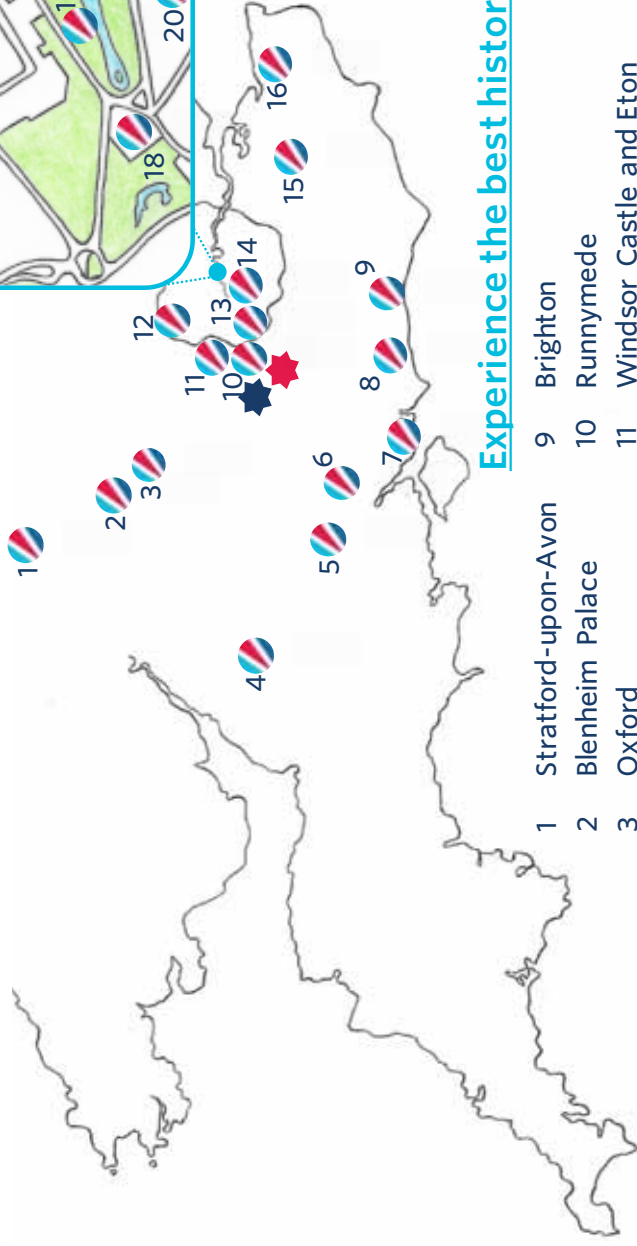 1
20
18
16
15
14
13
12
11
10
9
8
7
6
5
4
3
2
1
Experience the best histor
1 Stratford-upon-Avon
2 Blenheim Palace
3 Oxford
9 Brighton
10 Runnymede
11 Windsor Castle and Eton